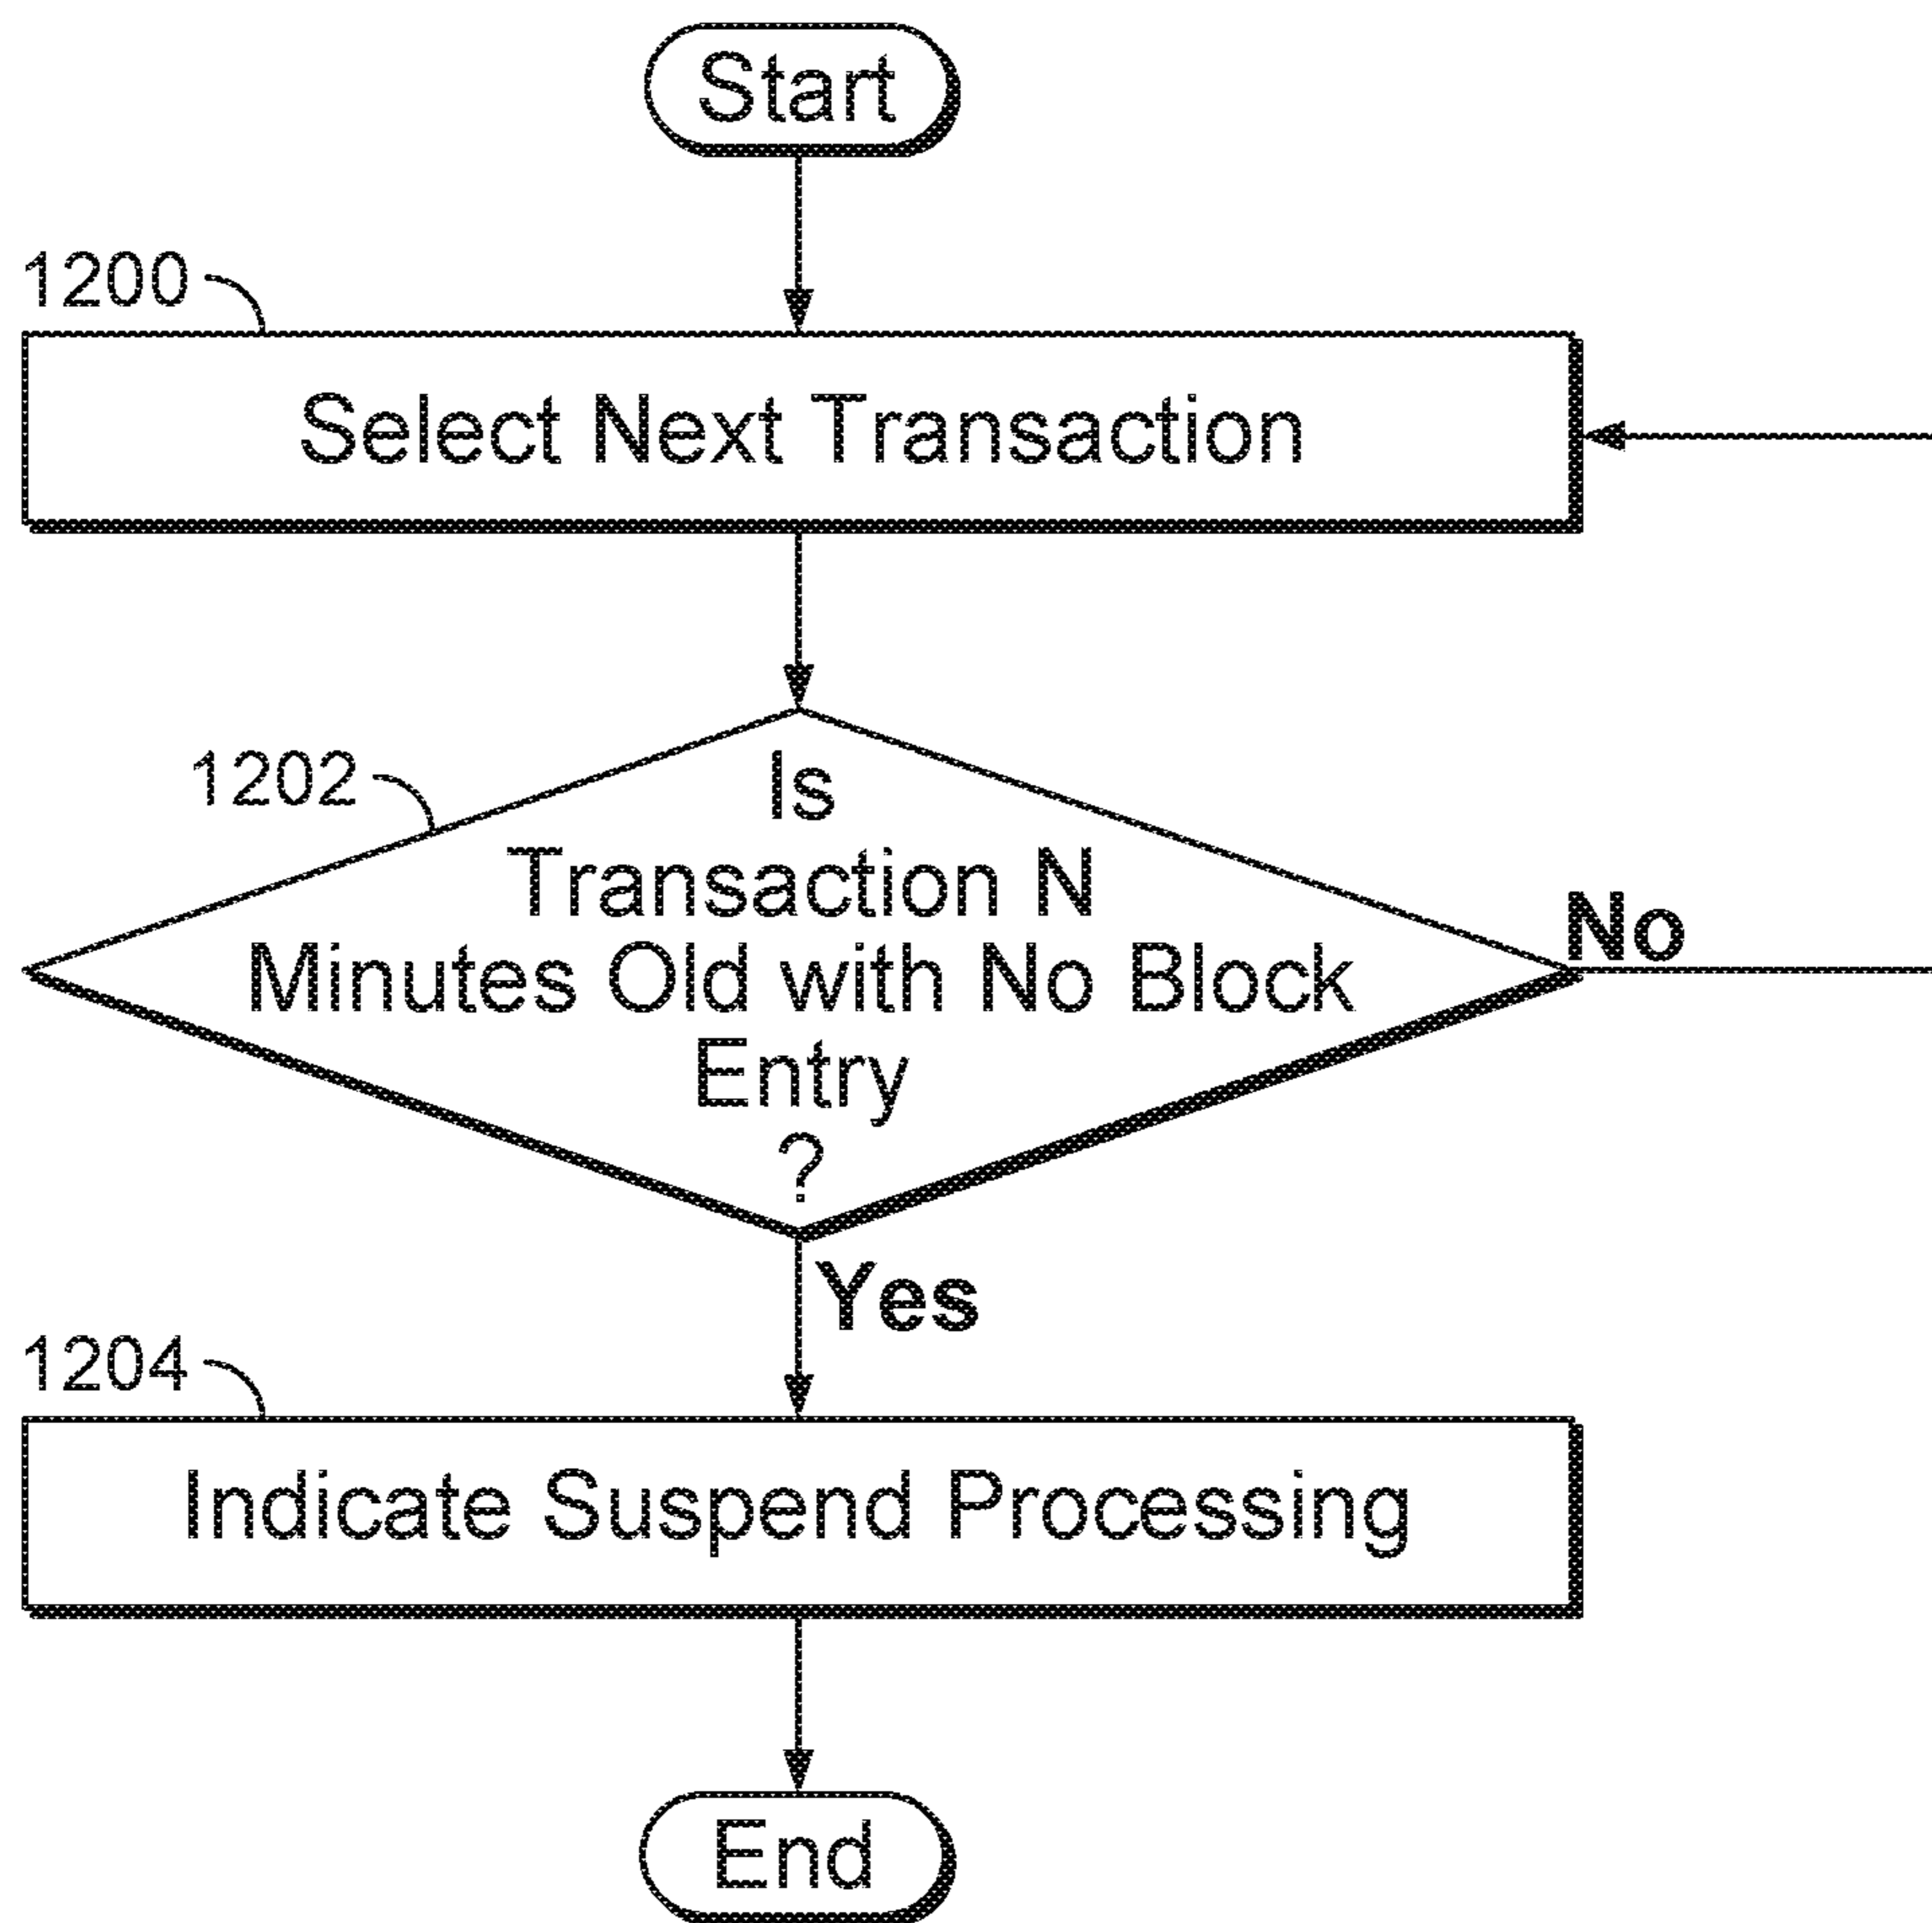 Start
1200
Select Next Transaction
1202
Is
Transaction N
Minutes Old with No Block
Entry
?
No
Yes
1204
Indicate Suspend Processing
End